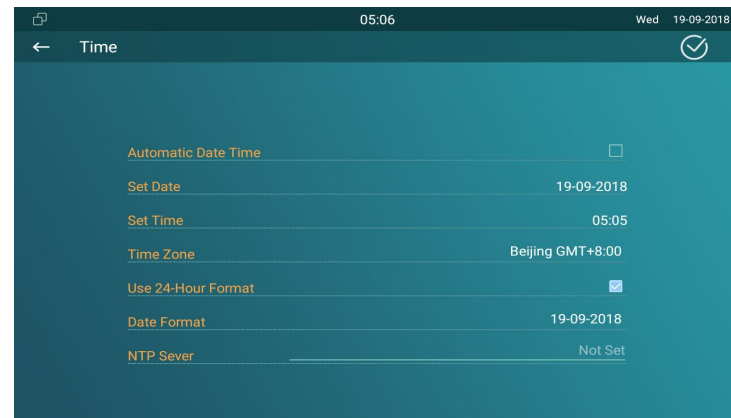 05:06 Wed 19-09-2018
Time
Automatic Date Time
Set Date 19-09-2018
Set Time 05:05
Time Zone Beijing GMT+8:00
Use 24-Hour Format
Date Format 19-09-2018
NTP Sever Not Set